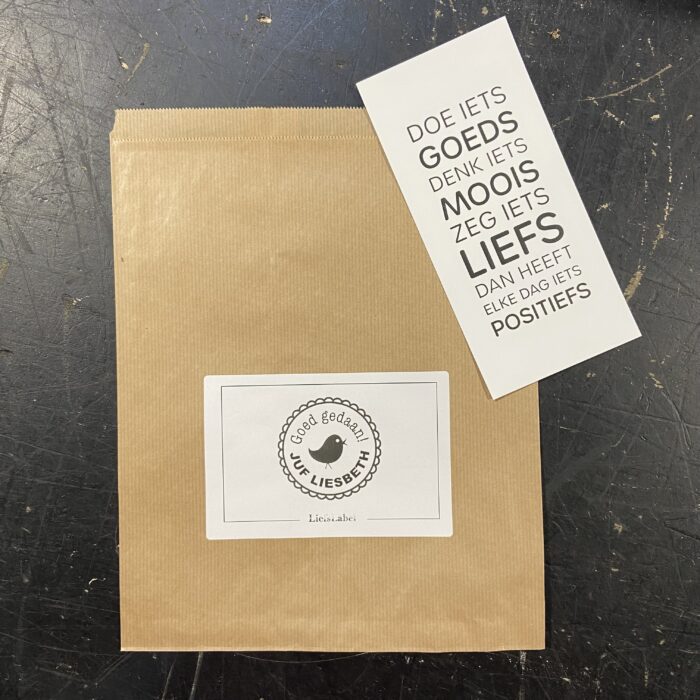 DOE IETS
GOEDS
DENK IETS
MOOIS
ZEG IETS
LIEFS
DAN HEEFT
ELKE DAG IETS
POSITIEFS
Goed gedaan!
JUF LIESBETH
LiefsLabel